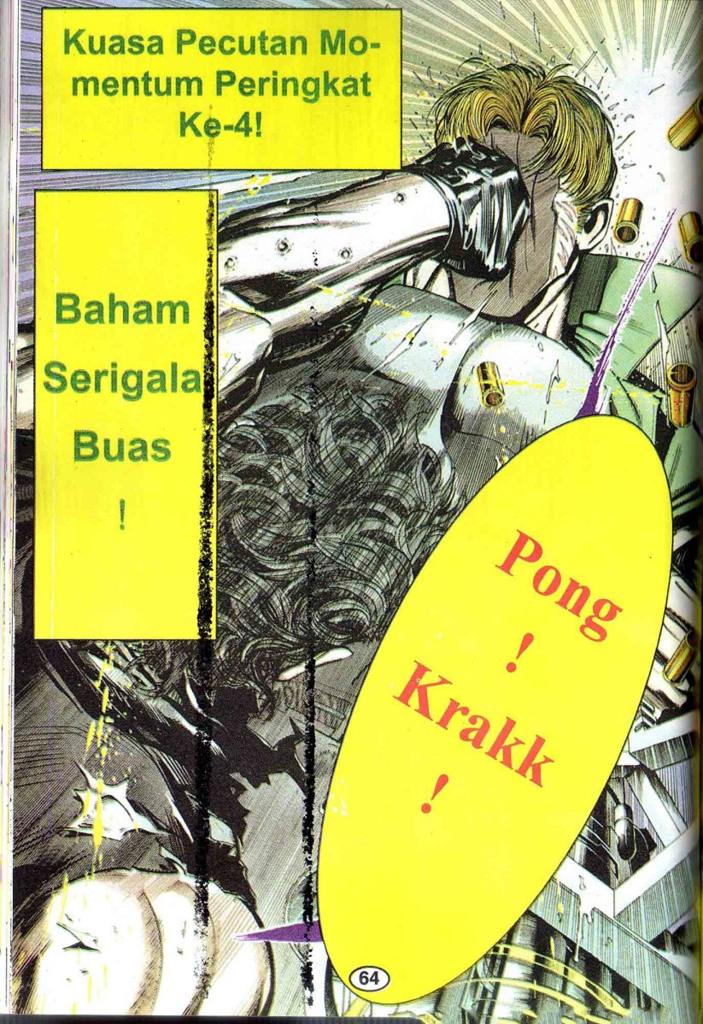 Kuasa Pecutan Mo-
mentum Peringkat
Ke-4!
Baham
Serigala
Buas
!
Pong
!
Krakk
!
64